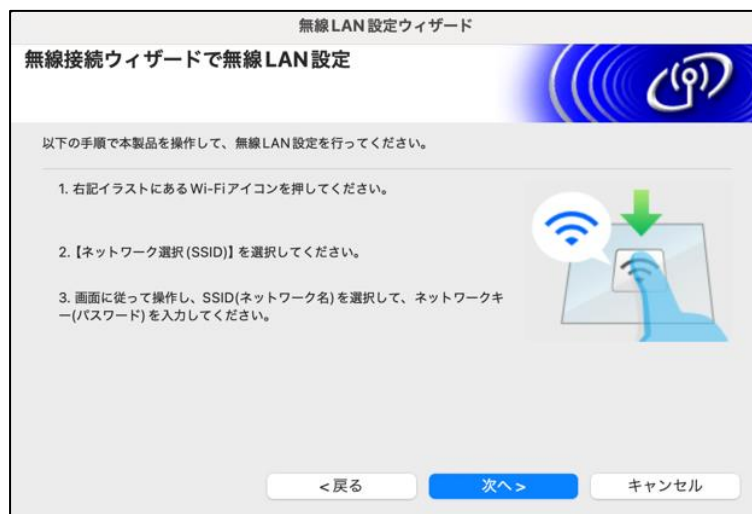 無線LAN設定ウィザード
無線接続ウィザードで無線LAN設定
以下の手順で本製品を操作して、無線LAN設定を行ってください。
1. 右記イラストにあるWi-Fiアイコンを押してください。
2.【ネットワーク選択(SSID)】を選択してください。
3. 画面に従って操作し、SSID(ネットワーク名)を選択して、ネットワークキ
ー(パスワード)を入力してください。
<戻る
次へ>
キャンセル